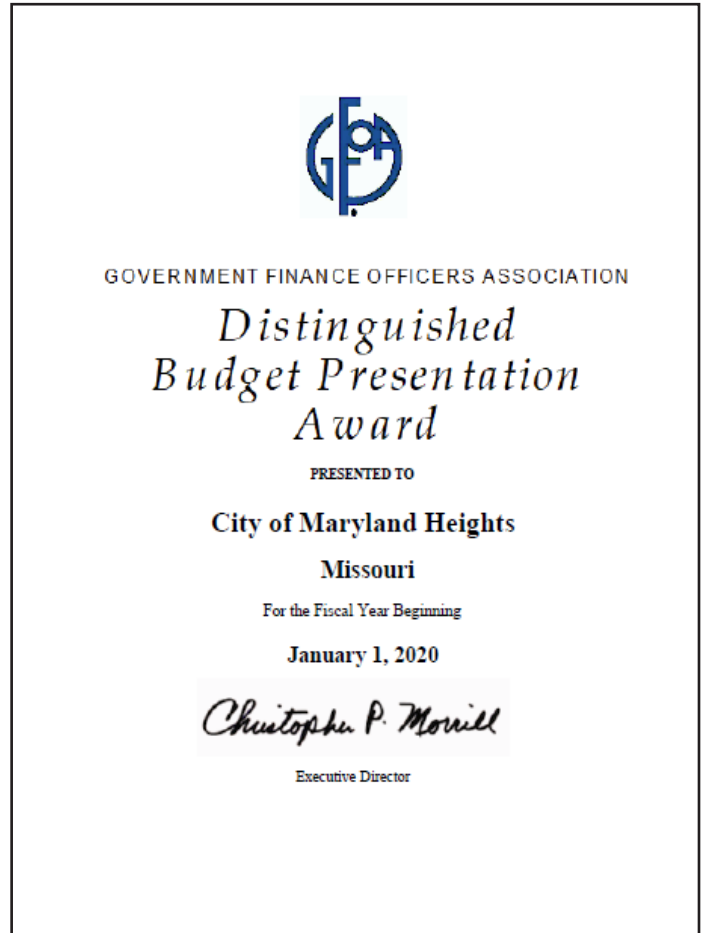 GFOA
GOVERNMENT FINANCE OFFICERS ASSOCIATION
Distinguished
Budget Presentation
Award
PRESENTED TO
City of Maryland Heights
Missouri
For the Fiscal Year Beginning
January 1, 2020
Christopher P. Morrill
Executive Director